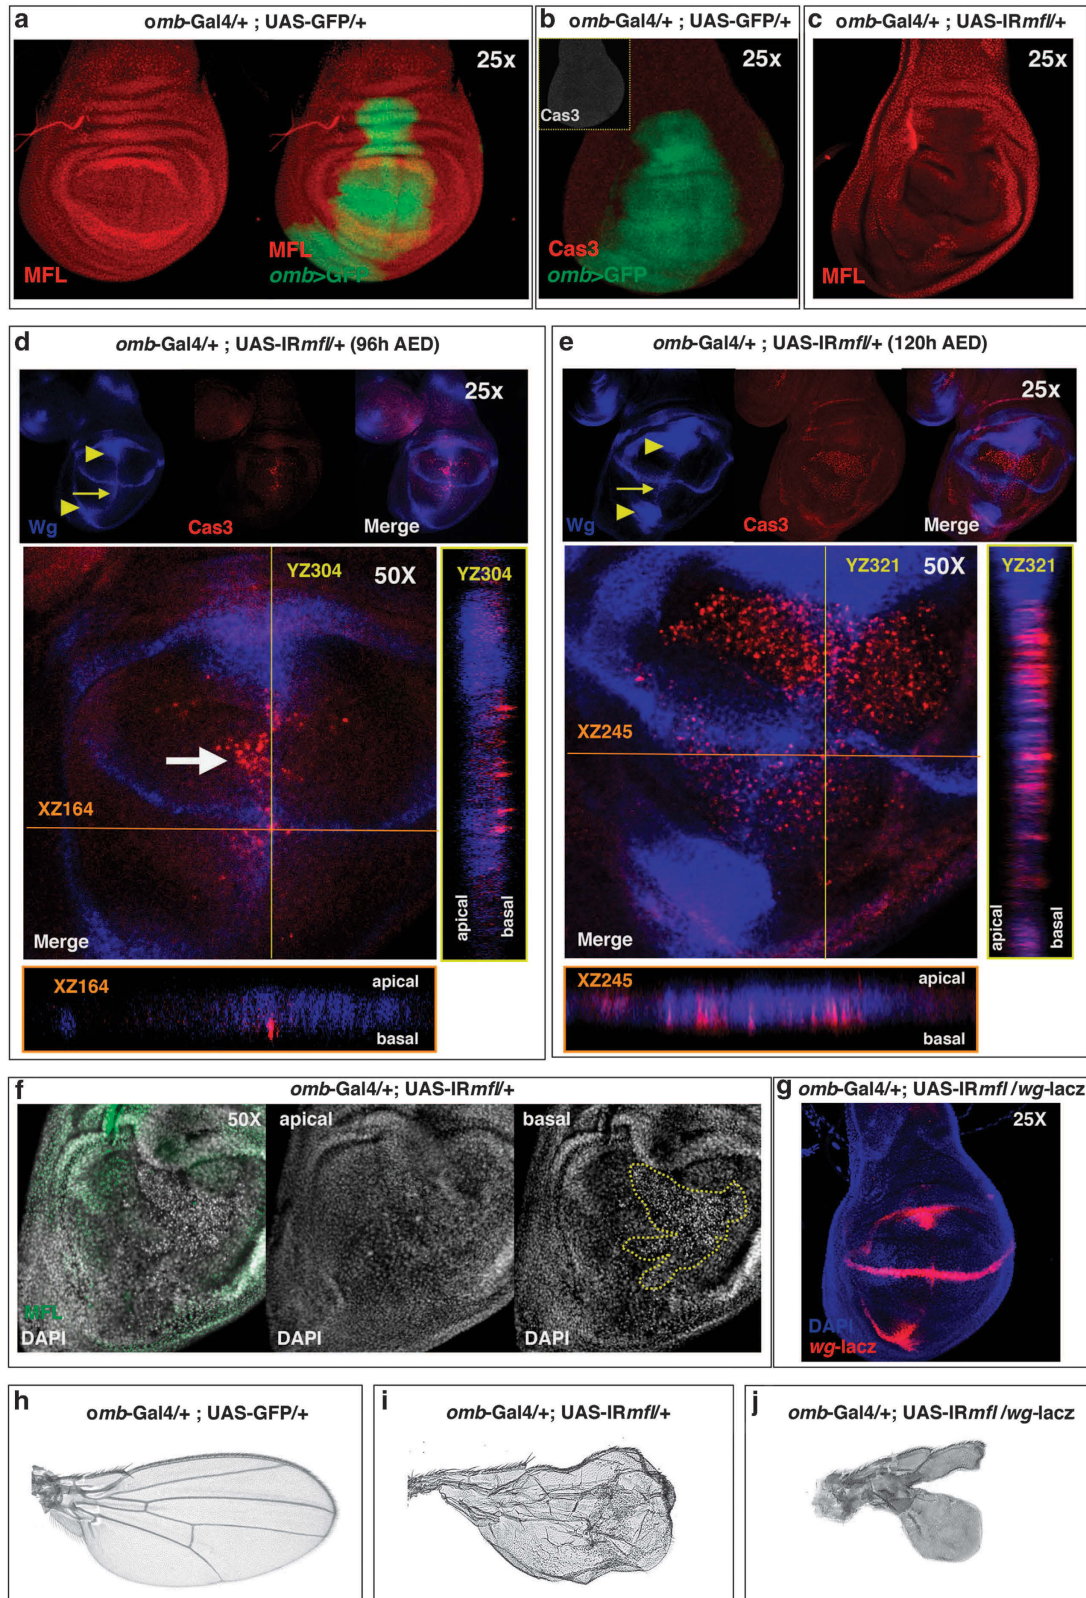 a
omb-Gal4/+ ; UAS-GFP/+
25x
MFL
MFL
omb>GFP
b
omb-Gal4/+ ; UAS-GFP/+
25x
Cas3
Cas3
omb>GFP
c
omb-Gal4/+ ; UAS-IRmfl/+
25x
MFL
d
omb-Gal4/+ ; UAS-IRmfl/+ (96h AED)
25x
Wg
Cas3
Merge
YZ304
50X
YZ304
XZ164
Merge
apical
basal
XZ164
apical
basal
e
omb-Gal4/+ ; UAS-IRmfl/+ (120h AED)
25x
Wg
Cas3
Merge
YZ321
50X
YZ321
XZ245
Merge
apical
basal
XZ245
apical
basal
f
omb-Gal4/+; UAS-IRmfl/+
50X
apical
basal
MFL
DAPI
DAPI
DAPI
g
omb-Gal4/+; UAS-IRmfl /wg-lacz
25X
DAPI
wg-lacz
h
omb-Gal4/+ ; UAS-GFP/+
i
omb-Gal4/+; UAS-IRmfl/+
j
omb-Gal4/+; UAS-IRmfl /wg-lacz